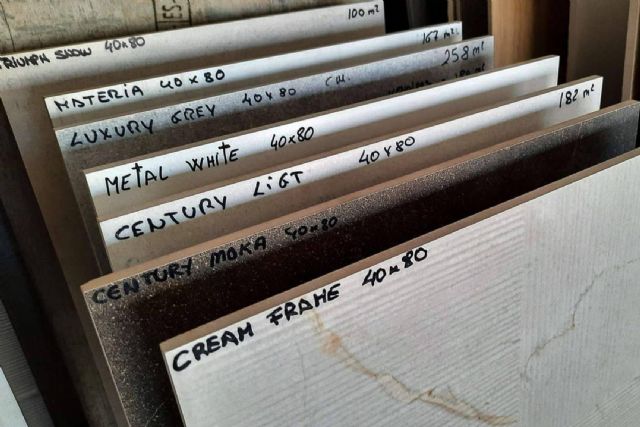 TRIUMPH SNOW 40x80 100 m²
MATERIA 40x80 167 m²
LUXURY GREY 40x80 258 m²
METAL WHITE 40x80
CENTURY LIGT 40x80 182 m²
CENTURY MOKA 40x80
CREAM FRAME 40x80